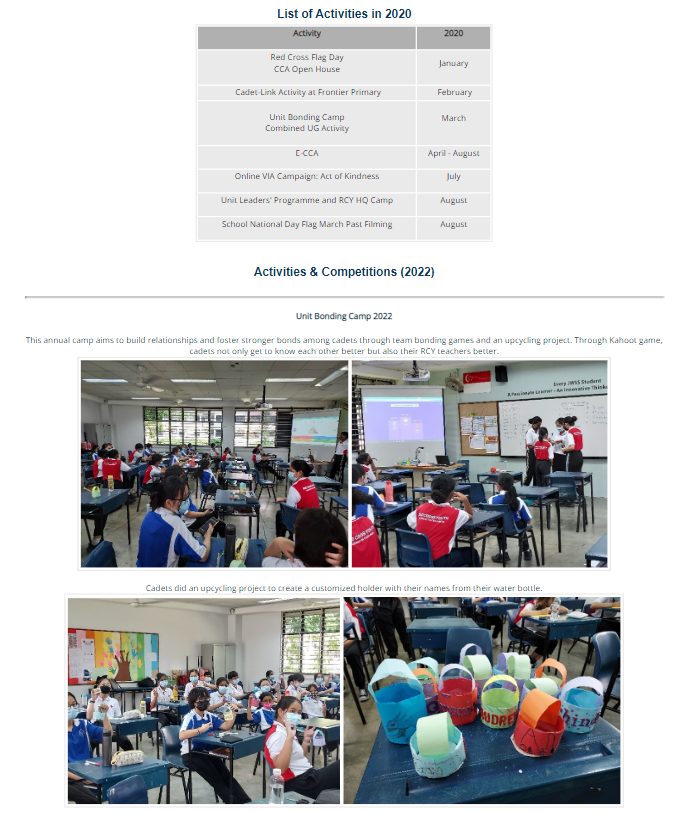 List of Activities in 2020
Activity 2020
Red Cross Flag Day
CCA Open House
January
Cadet-Link Activity at Frontier Primary February
Unit Bonding Camp
Combined UG Activity
March
E-CCA April - August
Online VIA Campaign: Act of Kindness July
Unit Leaders' Programme and RCY HQ Camp August
School National Day Flag March Past Filming August
Activities & Competitions (2022)
Unit Bonding Camp 2022
This annual camp aims to build relationships and foster stronger bonds among cadets through team bonding games and an upcycling project. Through Kahoot game,
cadets not only get to know each other better but also their RCY teachers better.
Every JWSS Student
A Passionate Learner - An Innovative Thinke
Cadets did an upcycling project to create a customized holder with their names from their water bottle.
AUDRE